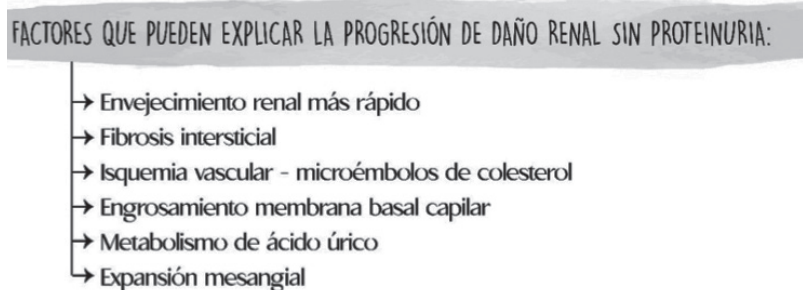 FACTORES QUE PUEDEN EXPLICAR LA PROGRESIÓN DE DAÑO RENAL SIN PROTEINURIA:
Envejecimiento renal más rápido
Fibrosis intersticial
Isquemia vascular - microémbolos de colesterol
Engrosamiento membrana basal capilar
Metabolismo de ácido úrico
Expansión mesangial